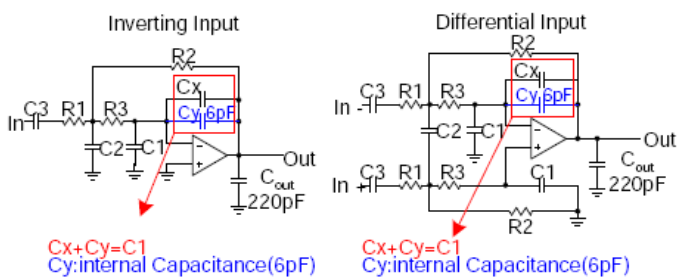 Inverting Input
R2
Cx
Cy 6pF
C3 R1 R3
In
C2 C1
-
+
Out
Cout
220pF
Cx+Cy=C1
Cy:internal Capacitance(6pF)
Differential Input
R2
Cx
Cy 6pF
C3 R1 R3
In -
C2 C1
-
+
Out
In + C3 R1 R3 C1
Cout
220pF
R2
Cx+Cy=C1
Cy:internal Capacitance(6pF)